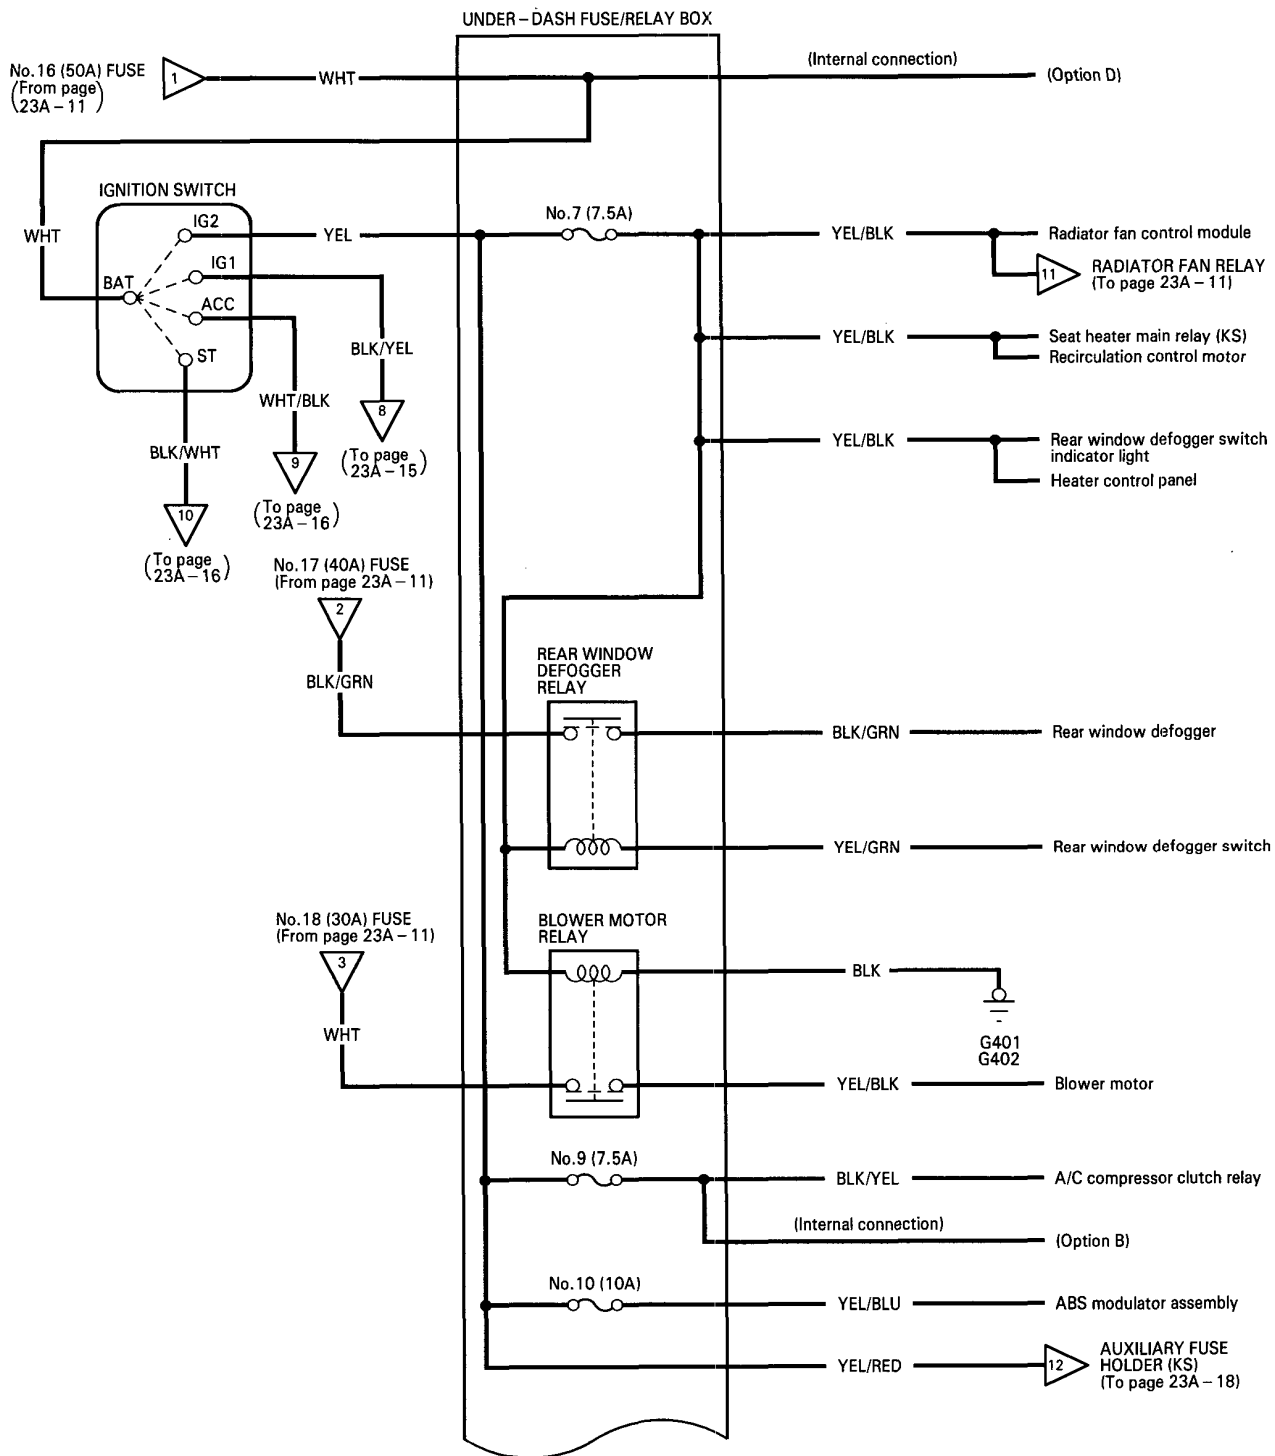 UNDER-DASH FUSE/RELAY BOX
No.16 (50A) FUSE
(From page
23A-11)
1
WHT
(Internal connection)
(Option D)
IGNITION SWITCH
WHT
IG2
YEL
No.7 (7.5A)
YEL/BLK
Radiator fan control module
BAT
IG1
11
RADIATOR FAN RELAY
(To page 23A-11)
ACC
BLK/YEL
YEL/BLK
Seat heater main relay (KS)
Recirculation control motor
ST
WHT/BLK
8
(To page
23A-15)
BLK/WHT
9
(To page
23A-16)
YEL/BLK
Rear window defogger switch
indicator light
Heater control panel
10
(To page
23A-16)
No.17 (40A) FUSE
(From page 23A-11)
2
BLK/GRN
REAR WINDOW
DEFOGGER
RELAY
BLK/GRN
Rear window defogger
YEL/GRN
Rear window defogger switch
No.18 (30A) FUSE
(From page 23A-11)
3
WHT
BLOWER MOTOR
RELAY
BLK
G401
G402
YEL/BLK
Blower motor
No.9 (7.5A)
BLK/YEL
A/C compressor clutch relay
(Internal connection)
(Option B)
No.10 (10A)
YEL/BLU
ABS modulator assembly
YEL/RED
12
AUXILIARY FUSE
HOLDER (KS)
(To page 23A-18)